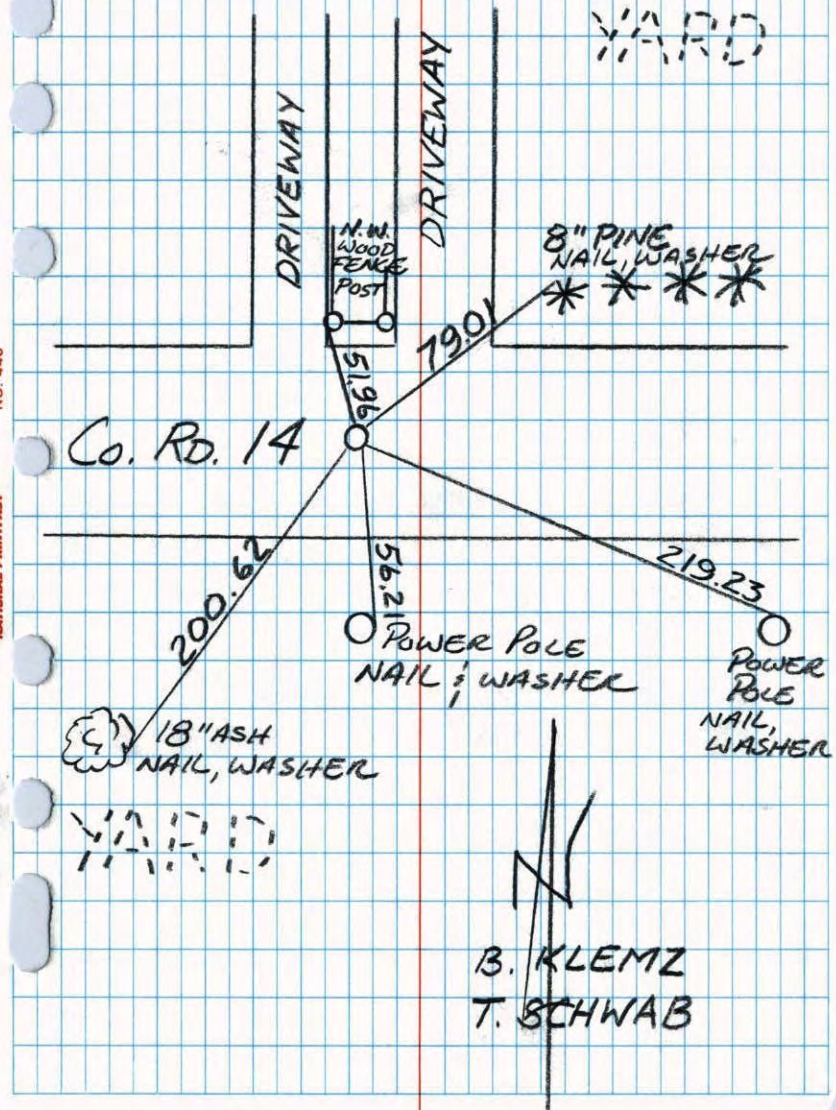 YARD
DRIVEWAY
DRIVEWAY
N.W.
WOOD
FENCE
POST
8" PINE
NAIL, WASHER
79.01
51.96
Co. RD. 14
200.62
56.21
219.23
POWER POLE
NAIL & WASHER
POWER
POLE
NAIL,
WASHER
18" ASH
NAIL, WASHER
YARD
N
B. KLEMZ
T. SCHWAB